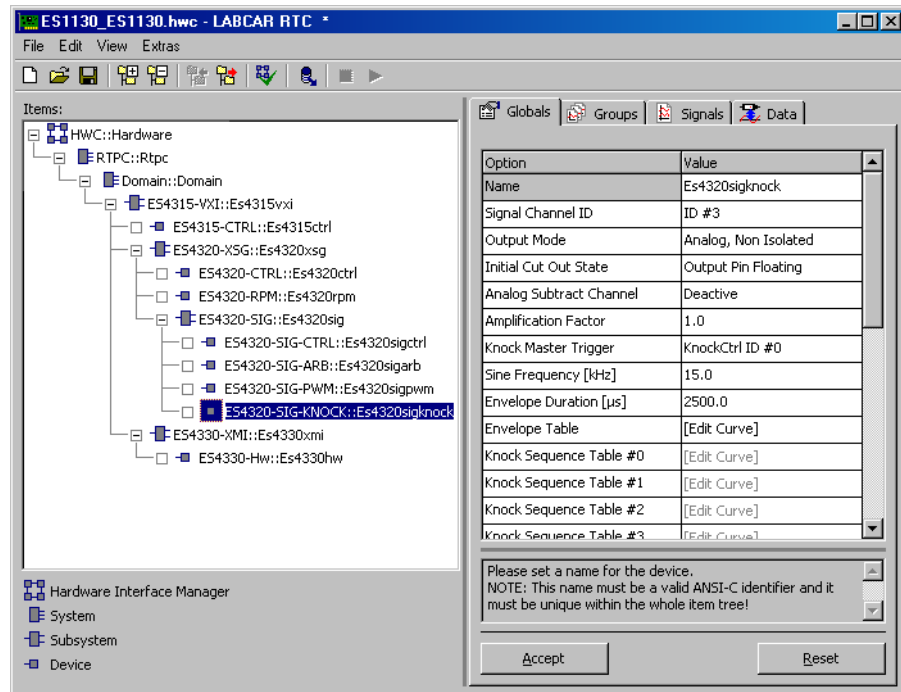 ES1130_ES1130.hwc - LABCAR RTC *
File Edit View Extras
Items:
HWC::Hardware
RTPC::Rtpc
Domain::Domain
ES4315-VXI::Es4315vxi
ES4315-CTRL::Es4315ctrl
ES4320-XSG::Es4320xsg
ES4320-CTRL::Es4320ctrl
ES4320-RPM::Es4320rpm
ES4320-SIG::Es4320sig
ES4320-SIG-CTRL::Es4320sigctrl
ES4320-SIG-ARB::Es4320sigarb
ES4320-SIG-PWM::Es4320sigpwm
ES4320-SIG-KNOCK::Es4320sigknock
ES4330-XMI::Es4330xmi
ES4330-Hw::Es4330hw
Hardware Interface Manager
System
Subsystem
Device
Globals Groups Signals Data
Option Value
Name Es4320sigknock
Signal Channel ID ID #3
Output Mode Analog, Non Isolated
Initial Cut Out State Output Pin Floating
Analog Subtract Channel Deactive
Amplification Factor 1.0
Knock Master Trigger KnockCtrl ID #0
Sine Frequency [kHz] 15.0
Envelope Duration [µs] 2500.0
Envelope Table [Edit Curve]
Knock Sequence Table #0 [Edit Curve]
Knock Sequence Table #1 [Edit Curve]
Knock Sequence Table #2 [Edit Curve]
Knock Sequence Table #3 [Edit Curve]
Please set a name for the device.
NOTE: This name must be a valid ANSI-C identifier and it
must be unique within the whole item tree!
Accept Reset